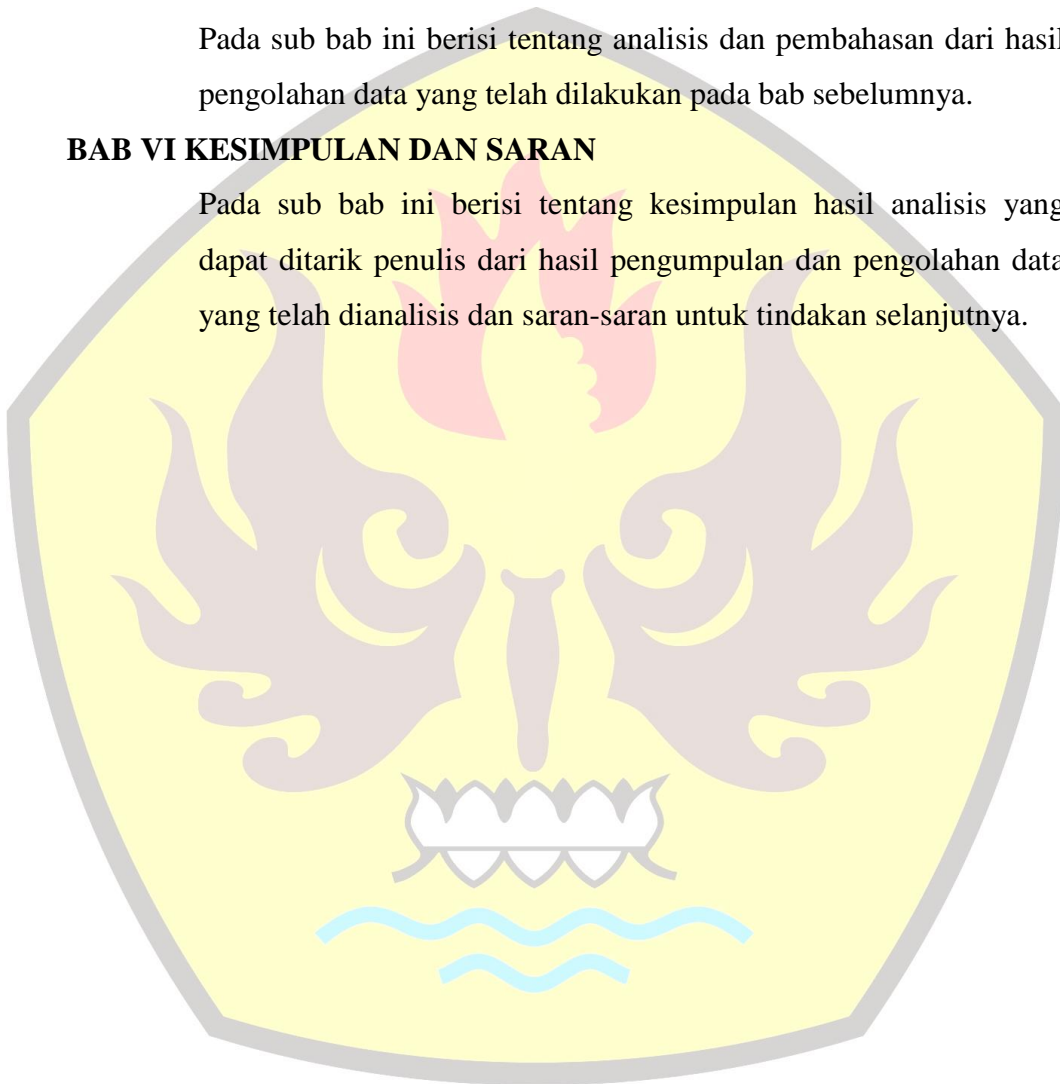 Pada sub bab ini berisi tentang analisis dan pembahasan dari hasil
pengolahan data yang telah dilakukan pada bab sebelumnya.
BAB VI KESIMPULAN DAN SARAN
Pada sub bab ini berisi tentang kesimpulan hasil analisis yang
dapat ditarik penulis dari hasil pengumpulan dan pengolahan data
yang telah dianalisis dan saran-saran untuk tindakan selanjutnya.